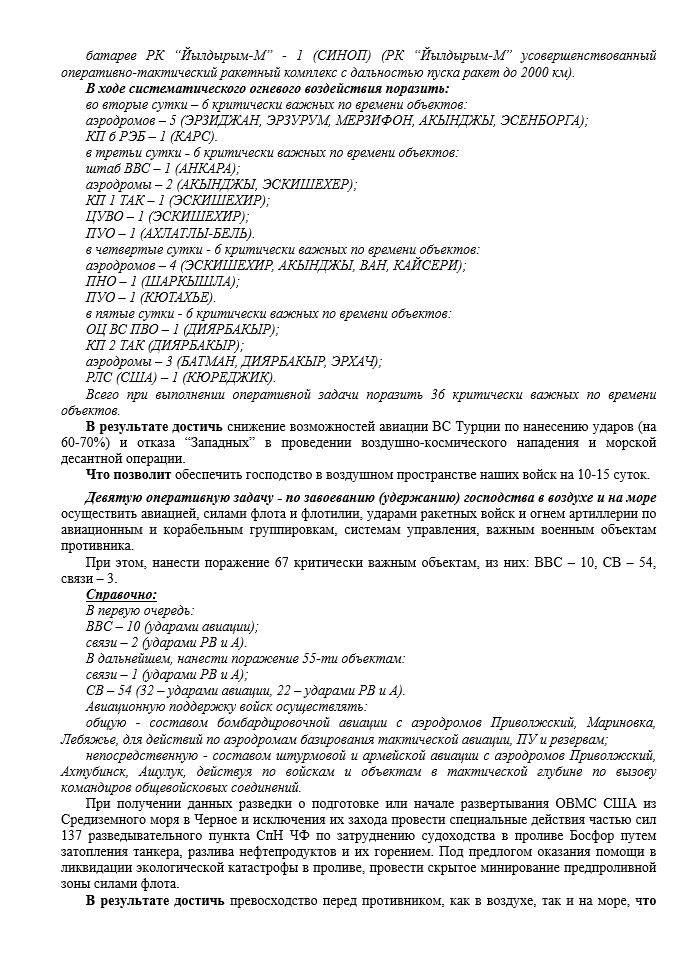 батарее РК “Йылдырым-М” - 1 (СИНОП) (РК “Йылдырым-М” усовершенствованный
оперативно-тактический ракетный комплекс с дальностью пуска ракет до 2000 км).
В ходе систематического огневого воздействия поразить:
во вторые сутки – 6 критически важных по времени объектов:
аэродромов – 5 (ЭРЗИДЖАН, ЭРЗУРУМ, МЕРЗИФОН, АКЫНДЖЫ, ЭСЕНБОРГА);
КП б РЭБ – 1 (КАРС).
в третьи сутки - 6 критически важных по времени объектов:
штаб ВВС – 1 (АНКАРА);
аэродромы – 2 (АКЫНДЖЫ, ЭСКИШЕХЕР);
КП 1 ТАК – 1 (ЭСКИШЕХИР);
ЦУВО – 1 (ЭСКИШЕХИР);
ПУО – 1 (АХЛАТЛЫ-БЕЛЬ).
в четвертые сутки - 6 критически важных по времени объектов:
аэродромов – 4 (ЭСКИШЕХИР, АКЫНДЖЫ, ВАН, КАЙСЕРИ);
ПНО – 1 (ШАРКЫШЛА);
ПУО – 1 (КЮТАХЬЕ).
в пятые сутки - 6 критически важных по времени объектов:
ОЦ ВС ПВО – 1 (ДИЯРБАКЫР);
КП 2 ТАК (ДИЯРБАКЫР);
аэродромы – 3 (БАТМАН, ДИЯРБАКЫР, ЭРХАЧ);
РЛС (США) – 1 (КЮРЕДЖИК).
Всего при выполнении оперативной задачи поразить 36 критически важных по времени
объектов.
В результате достичь снижение возможностей авиации ВС Турции по нанесению ударов (на
60-70%) и отказа “Западных” в проведении воздушно-космического нападения и морской
десантной операции.
Что позволит обеспечить господство в воздушном пространстве наших войск на 10-15 суток.
Девятую оперативную задачу - по завоеванию (удержанию) господства в воздухе и на море
осуществить авиацией, силами флота и флотилии, ударами ракетных войск и огнем артиллерии по
авиационным и корабельным группировкам, системам управления, важным военным объектам
противника.
При этом, нанести поражение 67 критически важным объектам, из них: ВВС – 10, СВ – 54,
связи – 3.
Справочно:
В первую очередь:
ВВС – 10 (ударами авиации);
связи – 2 (ударами РВ и А).
В дальнейшем, нанести поражение 55-ти объектам:
связи – 1 (ударами РВ и А);
СВ – 54 (32 – ударами авиации, 22 – ударами РВ и А).
Авиационную поддержку войск осуществлять:
общую - составом бомбардировочной авиации с аэродромов Приволжский, Мариновка,
Лебяжье, для действий по аэродромам базирования тактической авиации, ПУ и резервам;
непосредственную - составом штурмовой и армейской авиации с аэродромов Приволжский,
Ахтубинск, Ашулук, действуя по войскам и объектам в тактической глубине по вызову
командиров общевойсковых соединений.
При получении данных разведки о подготовке или начале развертывания ОВМС США из
Средиземного моря в Черное и исключения их захода провести специальные действия частью сил
137 разведывательного пункта СпН ЧФ по затруднению судоходства в проливе Босфор путем
затопления танкера, разлива нефтепродуктов и их горением. Под предлогом оказания помощи в
ликвидации экологической катастрофы в проливе, провести скрытое минирование предпроливной
зоны силами флота.
В результате достичь превосходство перед противником, как в воздухе, так и на море, что